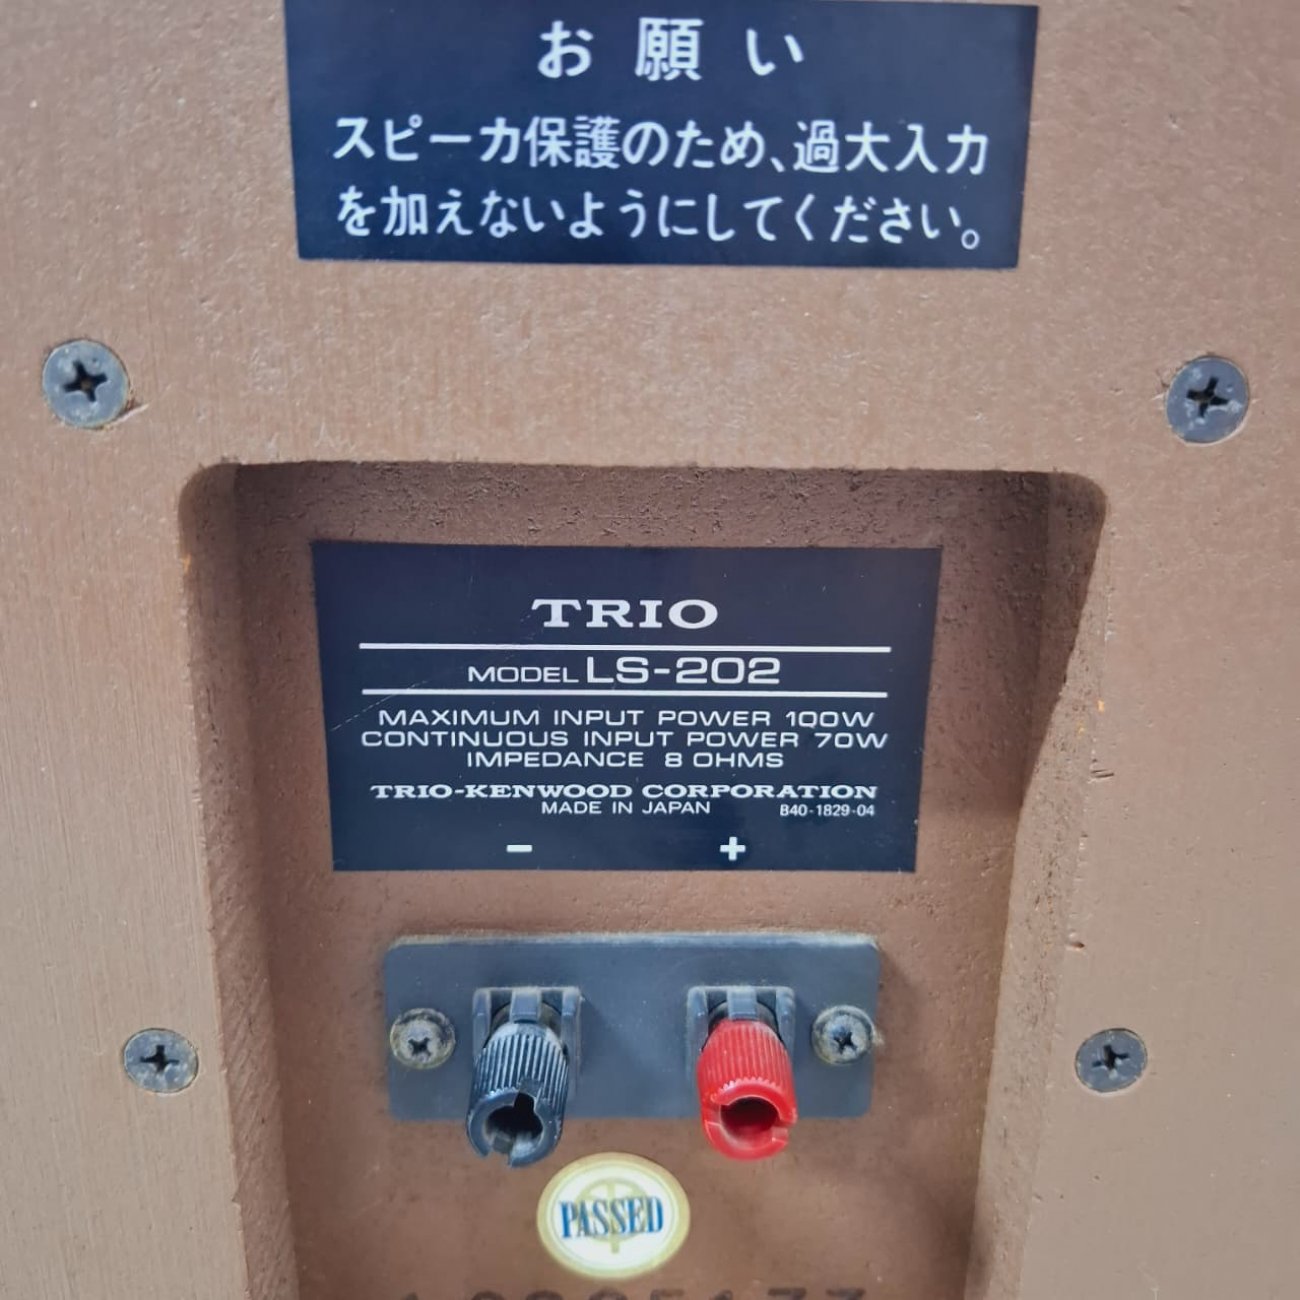 お願い
スピーカ保護のため、過大入力
を加えないようにしてください。
TRIO
MODEL LS-202
MAXIMUM INPUT POWER 100W
CONTINUOUS INPUT POWER 70W
IMPEDANCE 8 OHMS
TRIO-KENWOOD CORPORATION
MADE IN JAPAN 840-1829-04
− +
PASSED